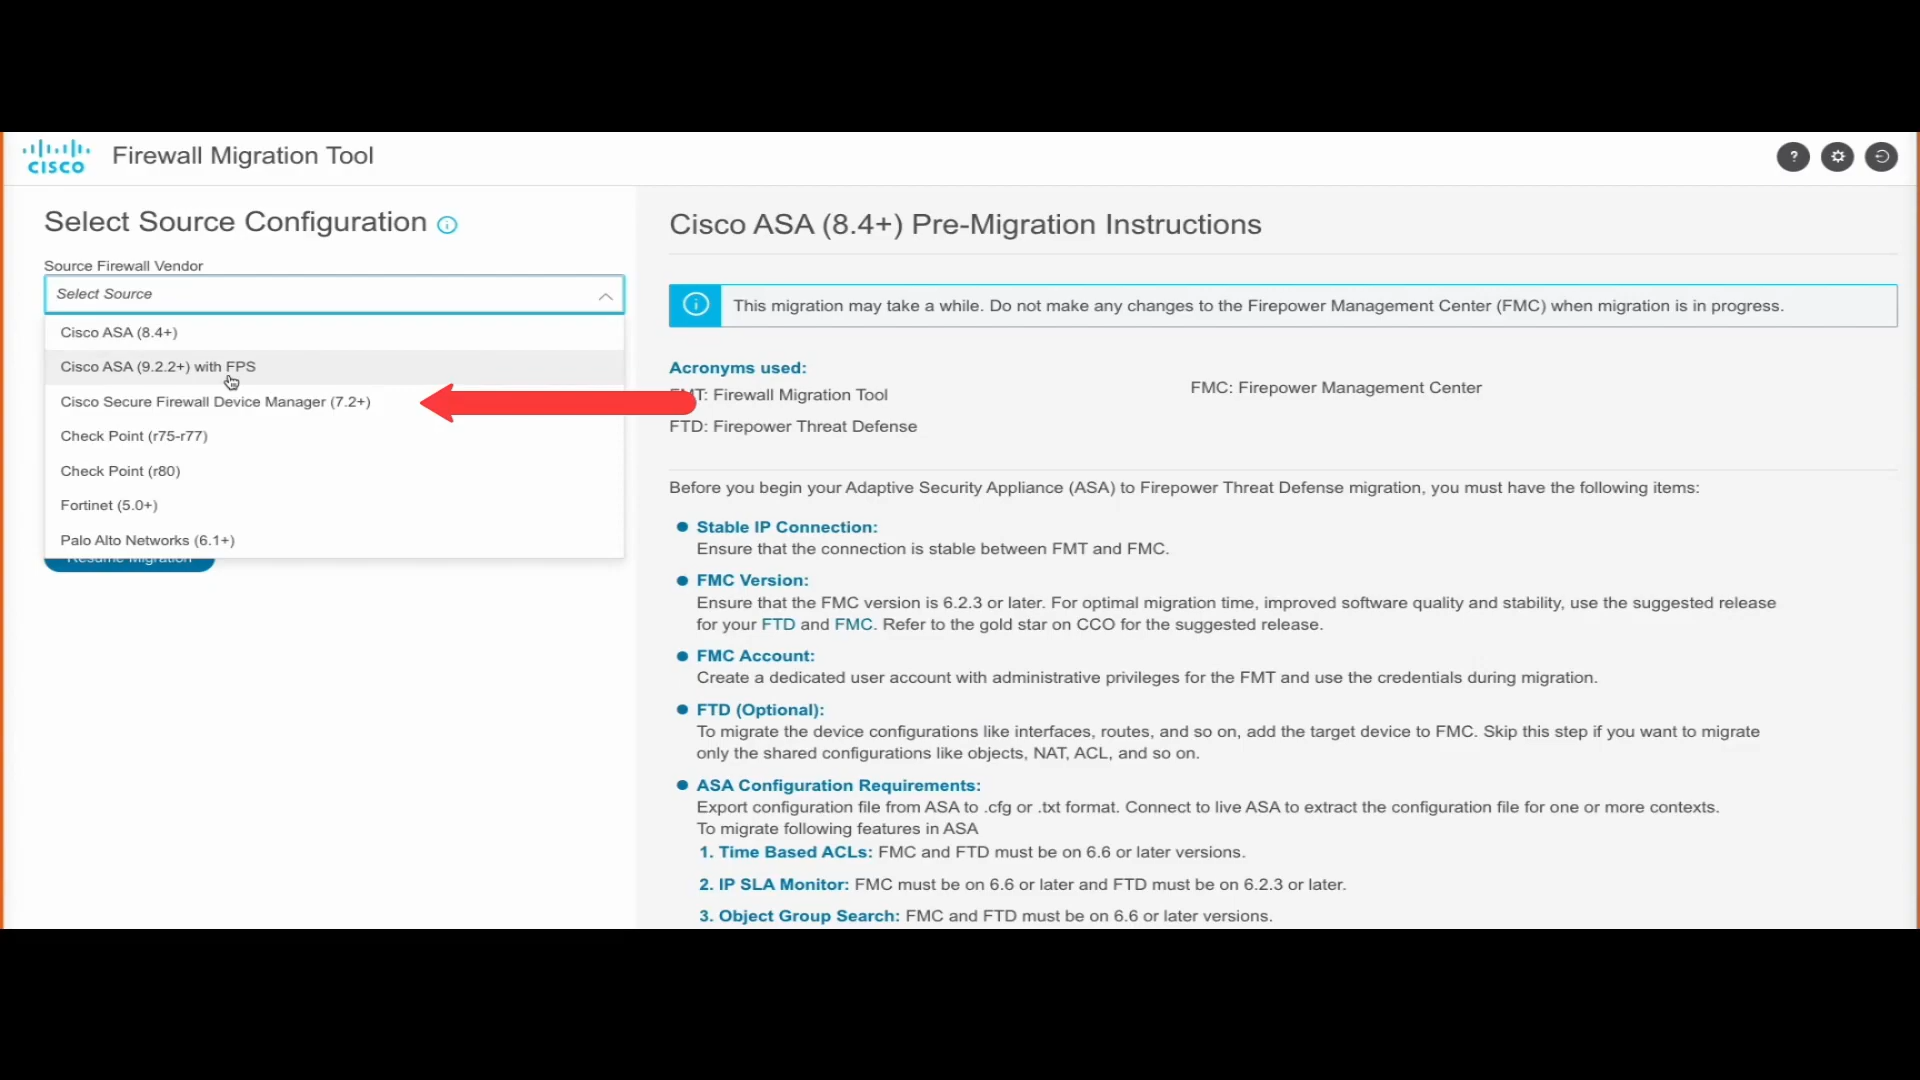 CISCO
Firewall Migration Tool
?
Select Source Configuration
Source Firewall Vendor
Select Source
Cisco ASA (8.4+)
Cisco ASA (9.2.2+) with FPS
Cisco Secure Firewall Device Manager (7.2+)
Check Point (r75-r77)
Check Point (r80)
Fortinet (5.0+)
Palo Alto Networks (6.1+)
Resume Migration
Cisco ASA (8.4+) Pre-Migration Instructions
This migration may take a while. Do not make any changes to the Firepower Management Center (FMC) when migration is in progress.
Acronyms used:
FMT: Firewall Migration Tool
FMC: Firepower Management Center
FTD: Firepower Threat Defense
Before you begin your Adaptive Security Appliance (ASA) to Firepower Threat Defense migration, you must have the following items:
Stable IP Connection:
Ensure that the connection is stable between FMT and FMC.
FMC Version:
Ensure that the FMC version is 6.2.3 or later. For optimal migration time, improved software quality and stability, use the suggested release
for your FTD and FMC. Refer to the gold star on CCO for the suggested release.
FMC Account:
Create a dedicated user account with administrative privileges for the FMT and use the credentials during migration.
FTD (Optional):
To migrate the device configurations like interfaces, routes, and so on, add the target device to FMC. Skip this step if you want to migrate
only the shared configurations like objects, NAT, ACL, and so on.
ASA Configuration Requirements:
Export configuration file from ASA to .cfg or .txt format. Connect to live ASA to extract the configuration file for one or more contexts.
To migrate following features in ASA
1. Time Based ACLs: FMC and FTD must be on 6.6 or later versions.
2. IP SLA Monitor: FMC must be on 6.6 or later and FTD must be on 6.2.3 or later.
3. Object Group Search: FMC and FTD must be on 6.6 or later versions.